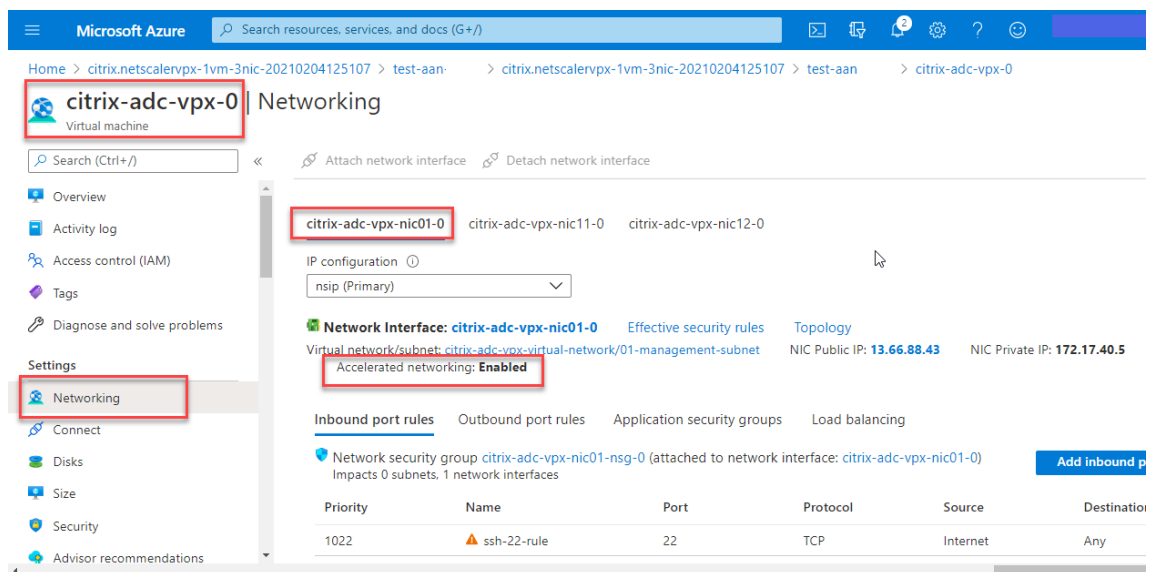 Microsoft Azure
Search resources, services, and docs (G+/)
2
Home > citrix.netscalervpx-1vm-3nic-20210204125107 > test-aan > citrix.netscalervpx-1vm-3nic-20210204125107 > test-aan > citrix-adc-vpx-0
citrix-adc-vpx-0 | Networking
Virtual machine
Search (Ctrl+/)
«
Attach network interface
Detach network interface
Overview
Activity log
Access control (IAM)
Tags
Diagnose and solve problems
Settings
Networking
Connect
Disks
Size
Security
Advisor recommendations
citrix-adc-vpx-nic01-0
citrix-adc-vpx-nic11-0
citrix-adc-vpx-nic12-0
IP configuration
nsip (Primary)
Network Interface: citrix-adc-vpx-nic01-0 Effective security rules Topology
Virtual network/subnet: citrix-adc-vpx-virtual-network/01-management-subnet NIC Public IP: 13.66.88.43 NIC Private IP: 172.17.40.5
Accelerated networking: Enabled
Inbound port rules Outbound port rules Application security groups Load balancing
Network security group citrix-adc-vpx-nic01-nsg-0 (attached to network interface: citrix-adc-vpx-nic01-0)
Impacts 0 subnets, 1 network interfaces
Add inbound p
Priority Name Port Protocol Source Destination
1022 ssh-22-rule 22 TCP Internet Any